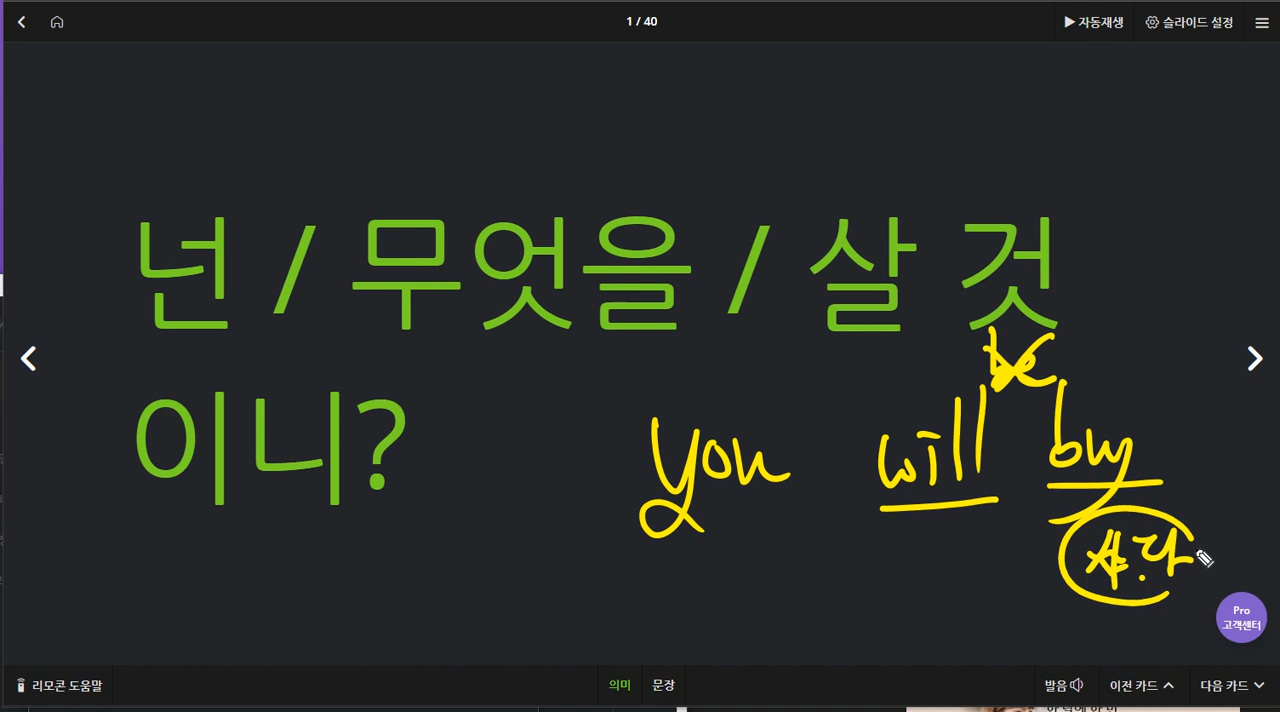 1 / 40
자동재생
슬라이드 설정
넌 / 무엇을 / 살 것
이니?
be
you will buy
사.다
Pro
고객센터
리모콘 도움말
의미
문장
발음
이전 카드
다음 카드